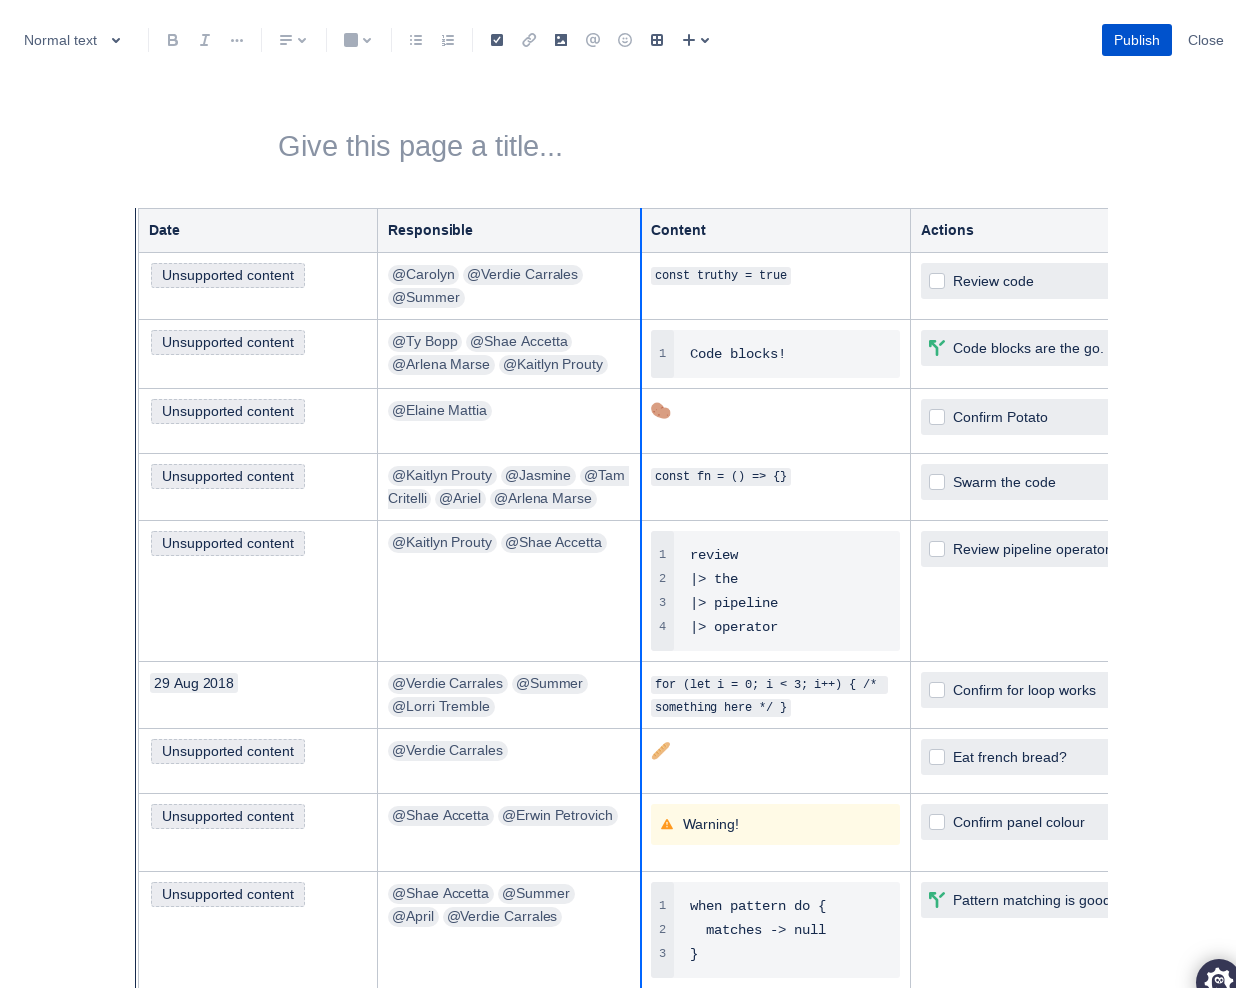 Normal text
Publish
Close
Give this page a title...
Date Responsible Content Actions
Unsupported content @Carolyn @Verdie Carrales const truthy = true Review code
@Summer
Unsupported content @Ty Bopp @Shae Accetta 1 Code blocks! Code blocks are the go.
@Arlena Marse @Kaitlyn Prouty
Unsupported content @Elaine Mattia Confirm Potato
Unsupported content @Kaitlyn Prouty @Jasmine @Tam const fn = () => {} Swarm the code
Critelli @Ariel @Arlena Marse
Unsupported content @Kaitlyn Prouty @Shae Accetta 1 review Review pipeline operator
2 |> the
3 |> pipeline
4 |> operator
29 Aug 2018 @Verdie Carrales @Summer for (let i = 0; i < 3; i++) { /* Confirm for loop works
@Lorri Tremble something here */ }
Unsupported content @Verdie Carrales Eat french bread?
Unsupported content @Shae Accetta @Erwin Petrovich Warning! Confirm panel colour
Unsupported content @Shae Accetta @Summer 1 when pattern do { Pattern matching is good
@April @Verdie Carrales 2 matches -> null
3 }